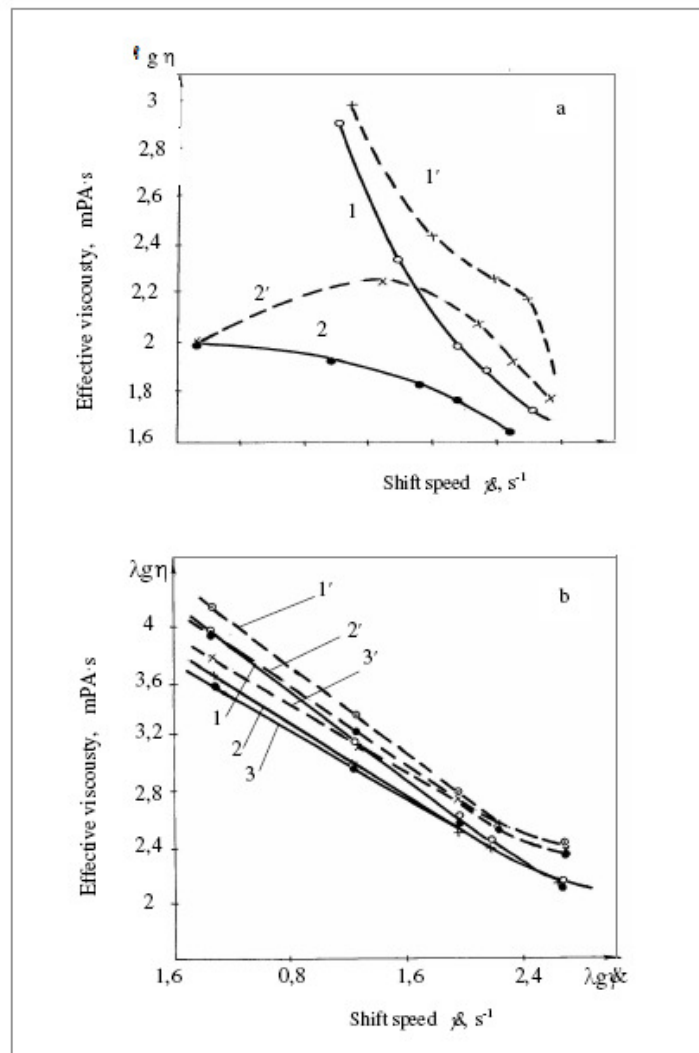 g η
a
3
2,8
2,6
2,4
2,2
2
1,8
1,6
1
1′
2
2′
Effective viscousty, mPA·s
Shift speed γ&, s⁻¹
λgη
b
4
3,6
3,2
2,8
2,4
2
1′
2′
3′
1
2
3
Effective viscousty, mPA·s
1,6 0,8 1,6 2,4 λgγ&
Shift speed γ&, s⁻¹